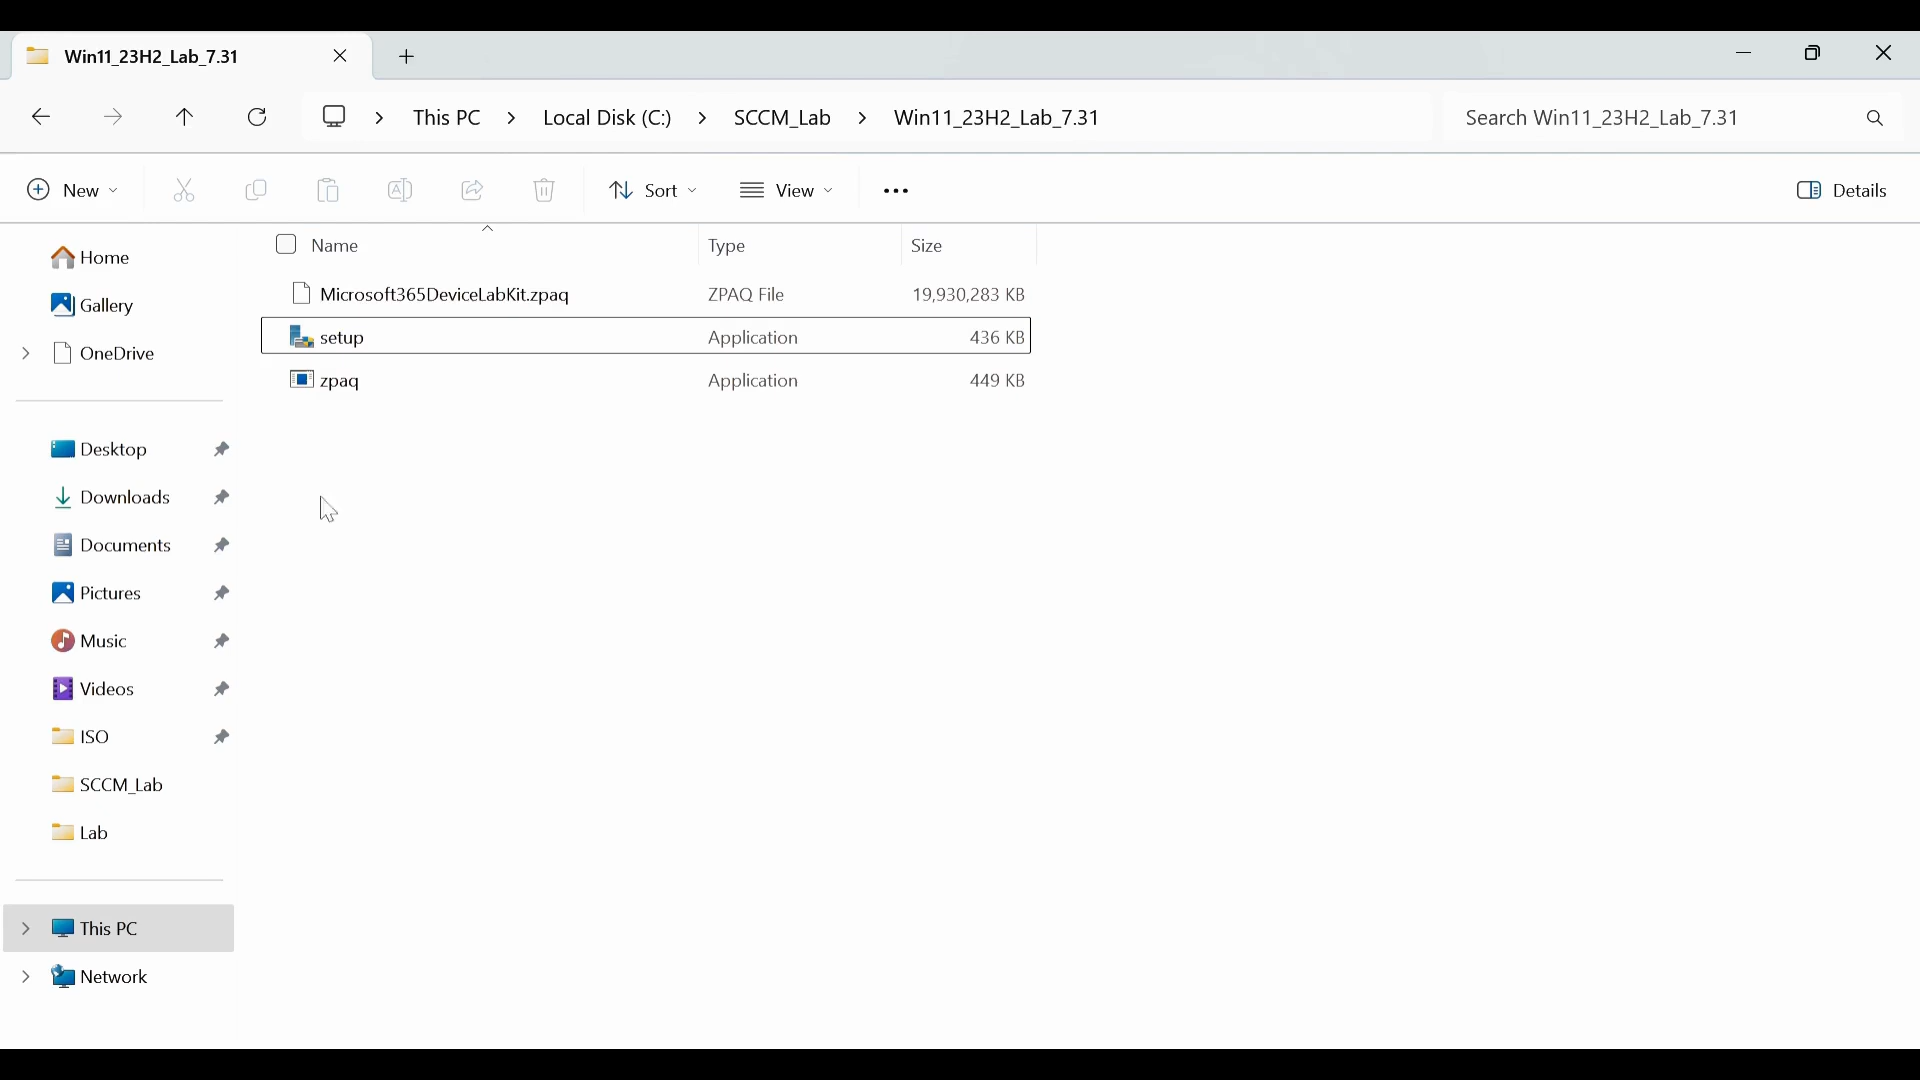 Win11_23H2_Lab_7.31
This PC > Local Disk (C:) > SCCM_Lab > Win11_23H2_Lab_7.31
Search Win11_23H2_Lab_7.31
New Sort View ••• Details
Name Type Size
Microsoft365DeviceLabKit.zpaq ZPAQ File 19,930,283 KB
setup Application 436 KB
zpaq Application 449 KB
Home
Gallery
OneDrive
Desktop
Downloads
Documents
Pictures
Music
Videos
ISO
SCCM_Lab
Lab
This PC
Network